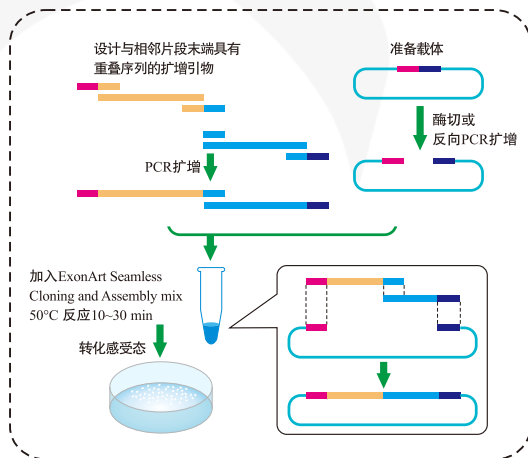 设计与相邻片段末端具有
重叠序列的扩增引物
准备载体
酶切或
反向PCR扩增
PCR扩增
加入ExonArt Seamless
Cloning and Assembly mix
50°C 反应10~30 min
转化感受态